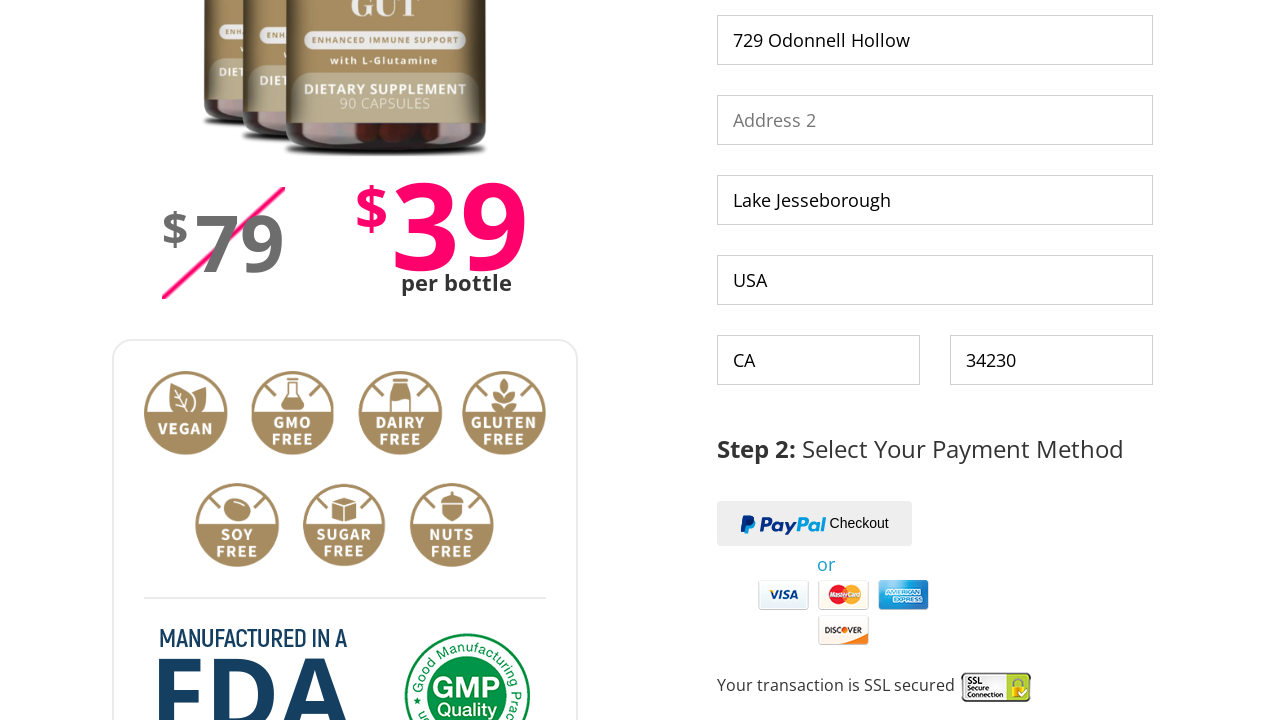 GUT
ENHANCED IMMUNE SUPPORT
with L-Glutamine
DIETARY SUPPLEMENT
90 CAPSULES
$79
$39
per bottle
VEGAN
GMO FREE
DAIRY FREE
GLUTEN FREE
SOY FREE
SUGAR FREE
NUTS FREE
MANUFACTURED IN A
FDA
Good Manufacturing
GMP
Quality
729 Odonnell Hollow
Address 2
Lake Jesseborough
USA
CA
34230
Step 2: Select Your Payment Method
PayPal Checkout
or
VISA
MasterCard
AMERICAN EXPRESS
DISCOVER
Your transaction is SSL secured
SSL
Secure
Connection